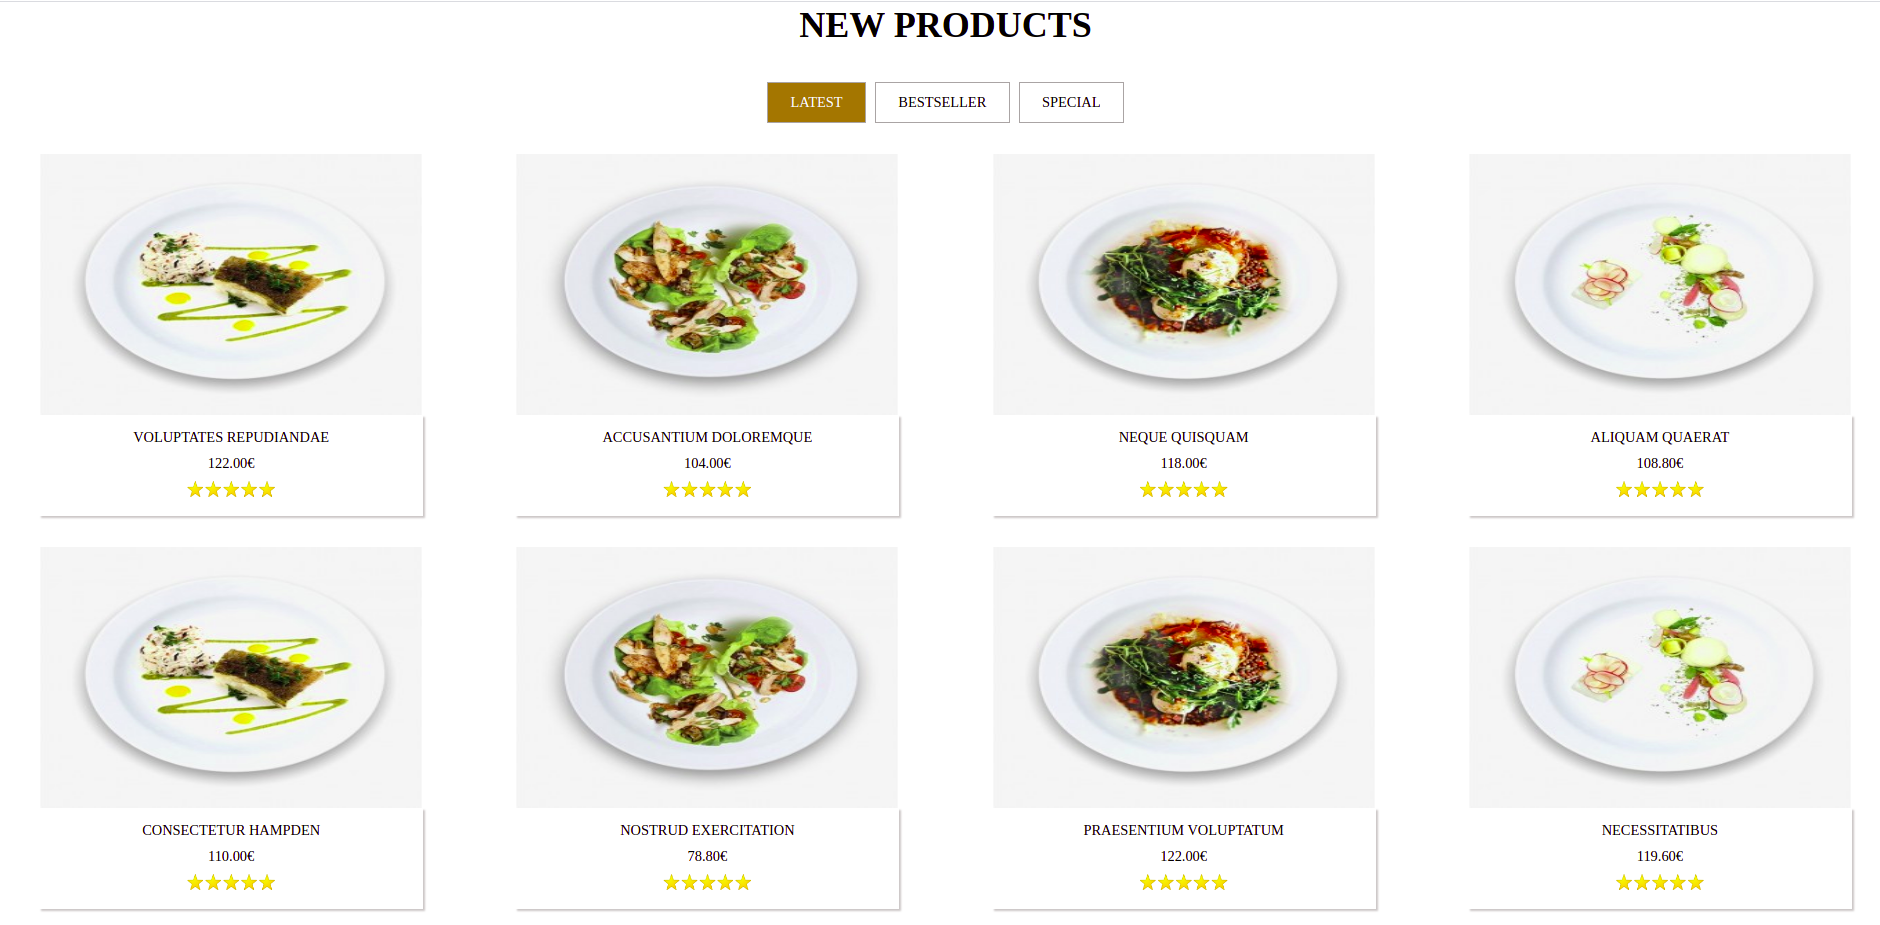 NEW PRODUCTS
LATEST BESTSELLER SPECIAL
VOLUPTATES REPUDIANDAE
122.00€
ACCUSANTIUM DOLOREMQUE
104.00€
NEQUE QUISQUAM
118.00€
ALIQUAM QUAERAT
108.80€
CONSECTETUR HAMPDEN
110.00€
NOSTRUD EXERCITATION
78.80€
PRAESENTIUM VOLUPTATUM
122.00€
NECESSITATIBUS
119.60€